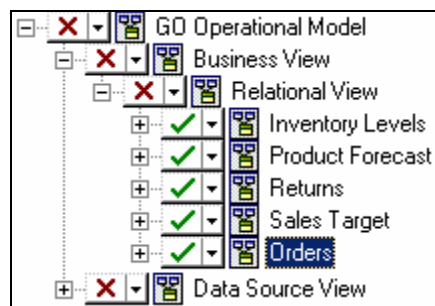 GO Operational Model
Business View
Relational View
Inventory Levels
Product Forecast
Returns
Sales Target
Orders
Data Source View